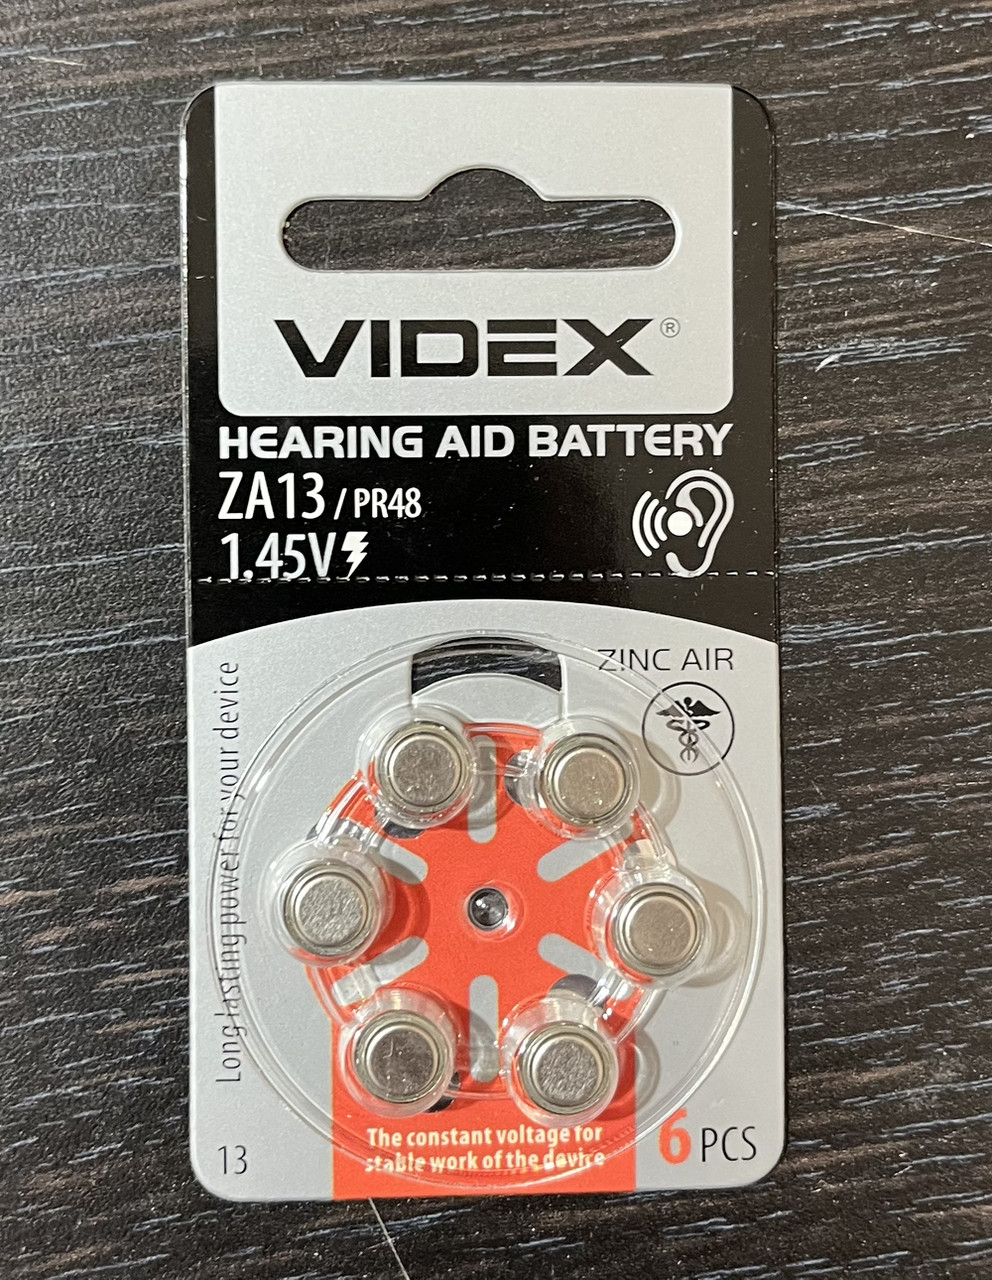 VIDEX®
HEARING AID BATTERY
ZA13 / PR48
1.45V
ZINC AIR
Long lasting power for your device
The constant voltage for
stable work of the device
13
6 PCS